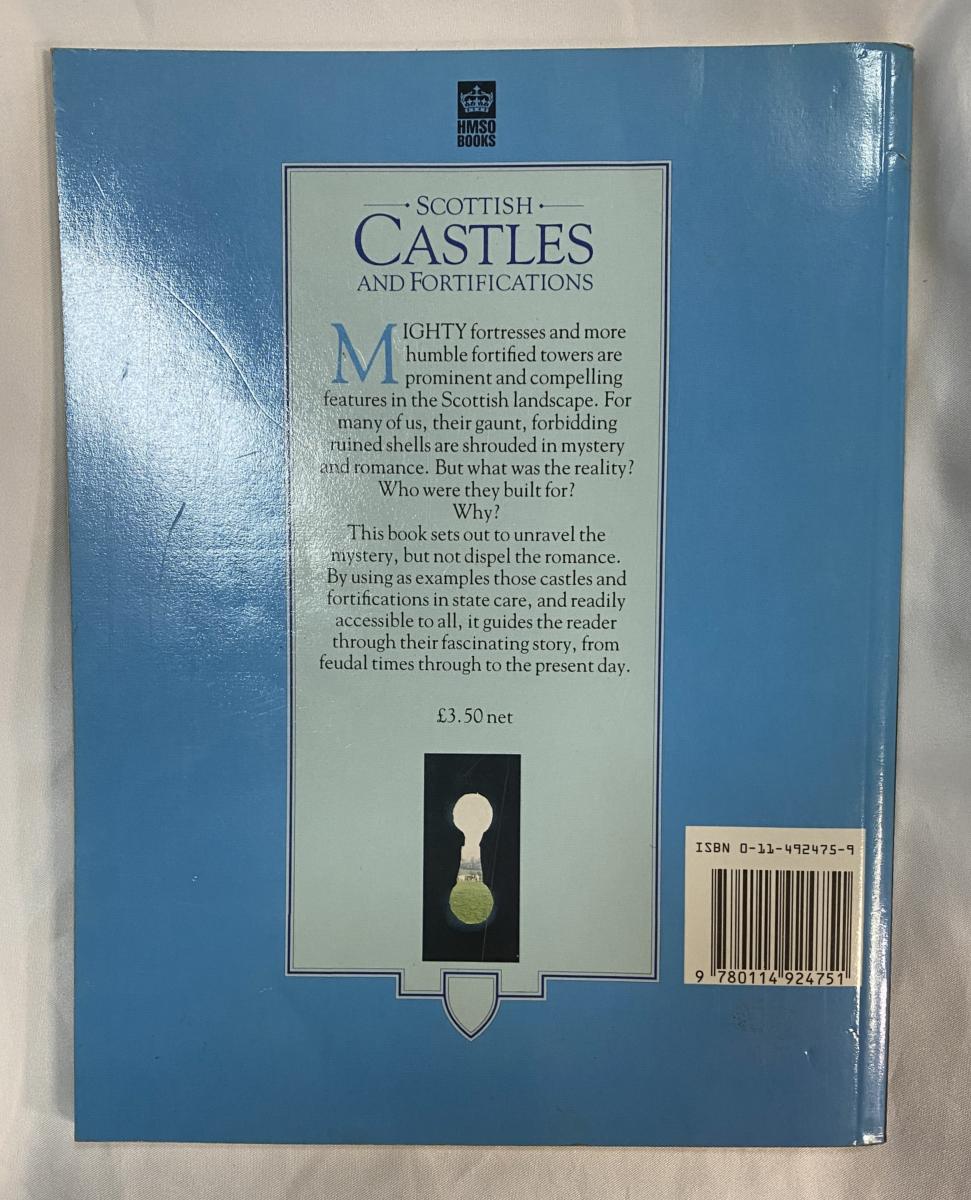 HMSO
BOOKS
SCOTTISH
CASTLES
AND FORTIFICATIONS
MIGHTY fortresses and more
humble fortified towers are
prominent and compelling
features in the Scottish landscape. For
many of us, their gaunt, forbidding
ruined shells are shrouded in mystery
and romance. But what was the reality?
Who were they built for?
Why?
This book sets out to unravel the
mystery, but not dispel the romance.
By using as examples those castles and
fortifications in state care, and readily
accessible to all, it guides the reader
through their fascinating story, from
feudal times through to the present day.
£3.50 net
ISBN 0-11-492475-9
9 780114 924751